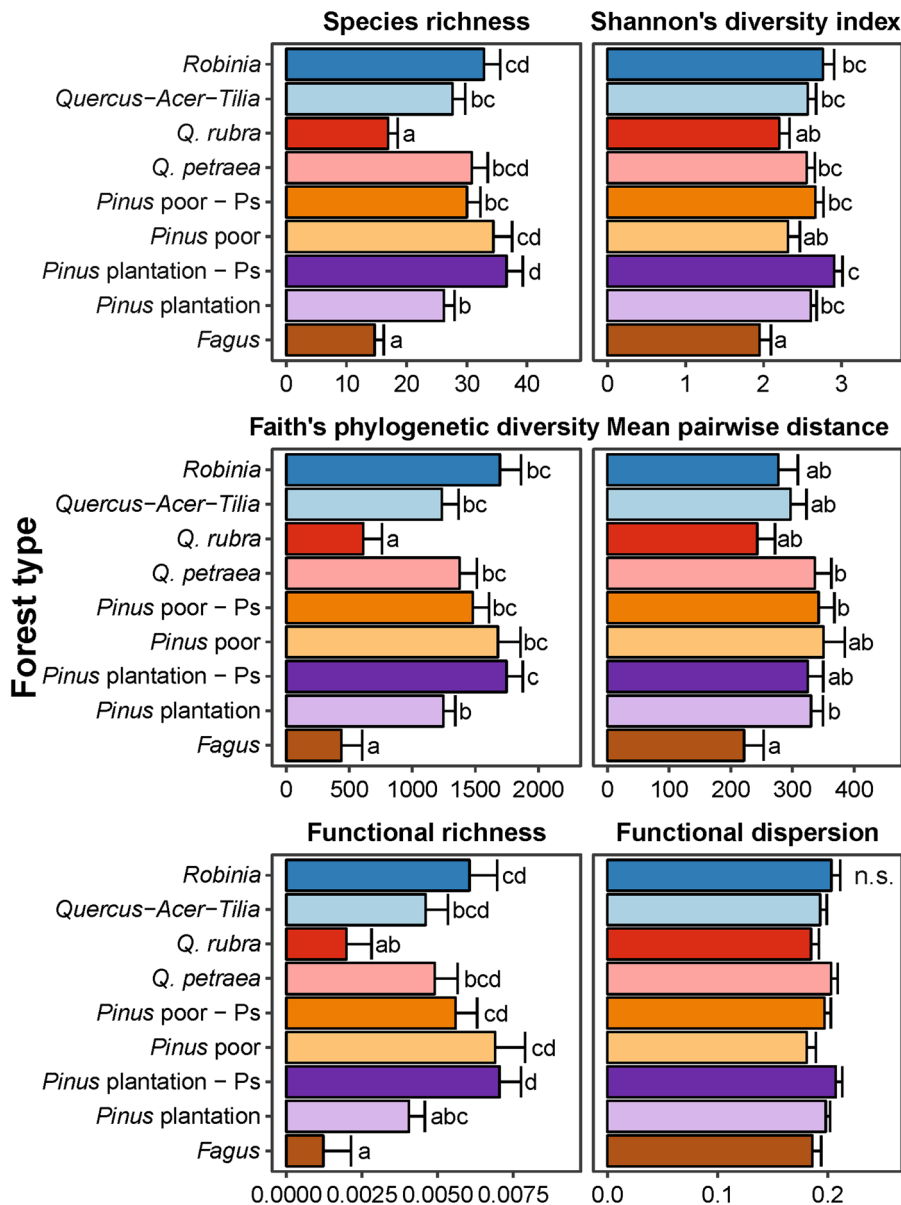 Species richness
Shannon's diversity index
Robinia
cd
bc
Quercus−Acer−Tilia
bc
bc
Q. rubra
a
ab
Q. petraea
bcd
bc
Pinus poor − Ps
bc
bc
Pinus poor
cd
ab
Pinus plantation − Ps
d
c
Pinus plantation
b
bc
Fagus
a
a
0 10 20 30 40
0 1 2 3
Faith's phylogenetic diversity
Mean pairwise distance
Forest type
Robinia
bc
ab
Quercus−Acer−Tilia
bc
ab
Q. rubra
a
ab
Q. petraea
bc
b
Pinus poor − Ps
bc
b
Pinus poor
bc
ab
Pinus plantation − Ps
c
ab
Pinus plantation
b
b
Fagus
a
a
0 500 1000 1500 2000
0 100 200 300 400
Functional richness
Functional dispersion
Robinia
cd
n.s.
Quercus−Acer−Tilia
bcd
Q. rubra
ab
Q. petraea
bcd
Pinus poor − Ps
cd
Pinus poor
cd
Pinus plantation − Ps
d
Pinus plantation
abc
Fagus
a
0.0000 0.0025 0.0050 0.0075
0.0 0.1 0.2